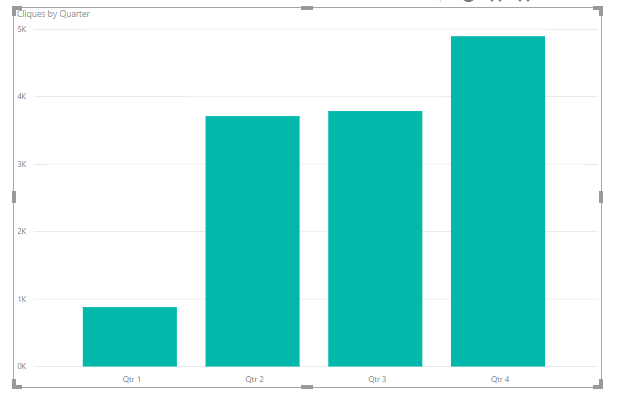 Cliques by Quarter
5K
4K
3K
2K
1K
0K
Qtr 1 Qtr 2 Qtr 3 Qtr 4